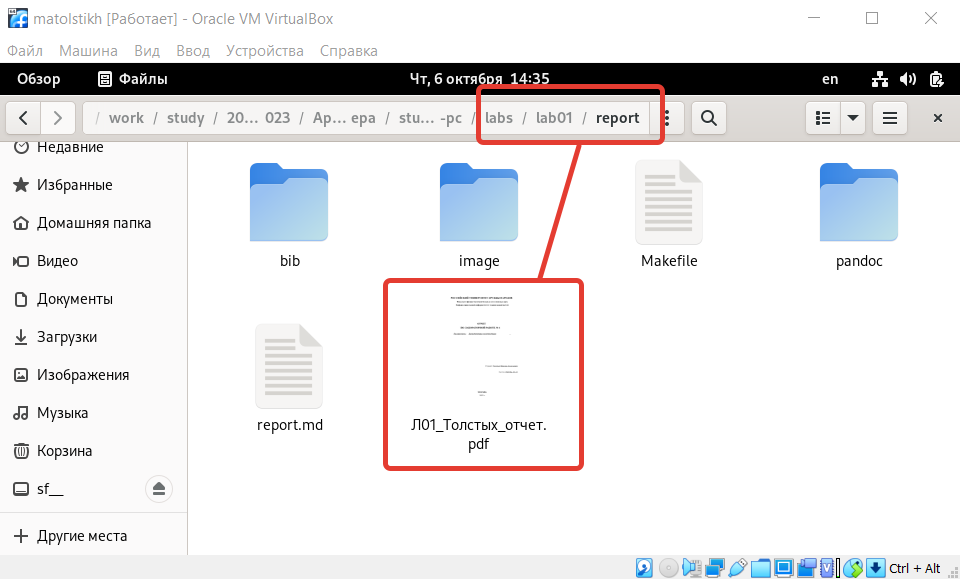 matolstikh [Работает] - Oracle VM VirtualBox
Файл Машина Вид Ввод Устройства Справка
Обзор Файлы Чт, 6 октября 14:35 en
/ work / study / 20… 023 / Ap… ера / stu… -pc / labs / lab01 / report
Недавние
Избранные
Домашняя папка
Видео
Документы
Загрузки
Изображения
Музыка
Корзина
sf__
Другие места
bib
image
Makefile
pandoc
report.md
Л01_Толстых_отчет.
pdf
Ctrl + Alt